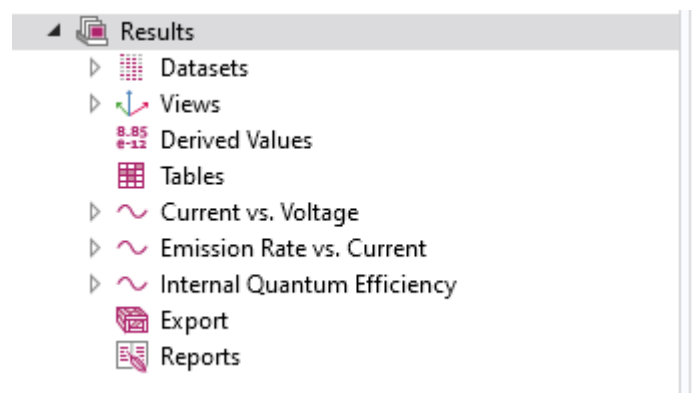 Results
Datasets
Views
8.85
e-12
Derived Values
Tables
Current vs. Voltage
Emission Rate vs. Current
Internal Quantum Efficiency
Export
Reports